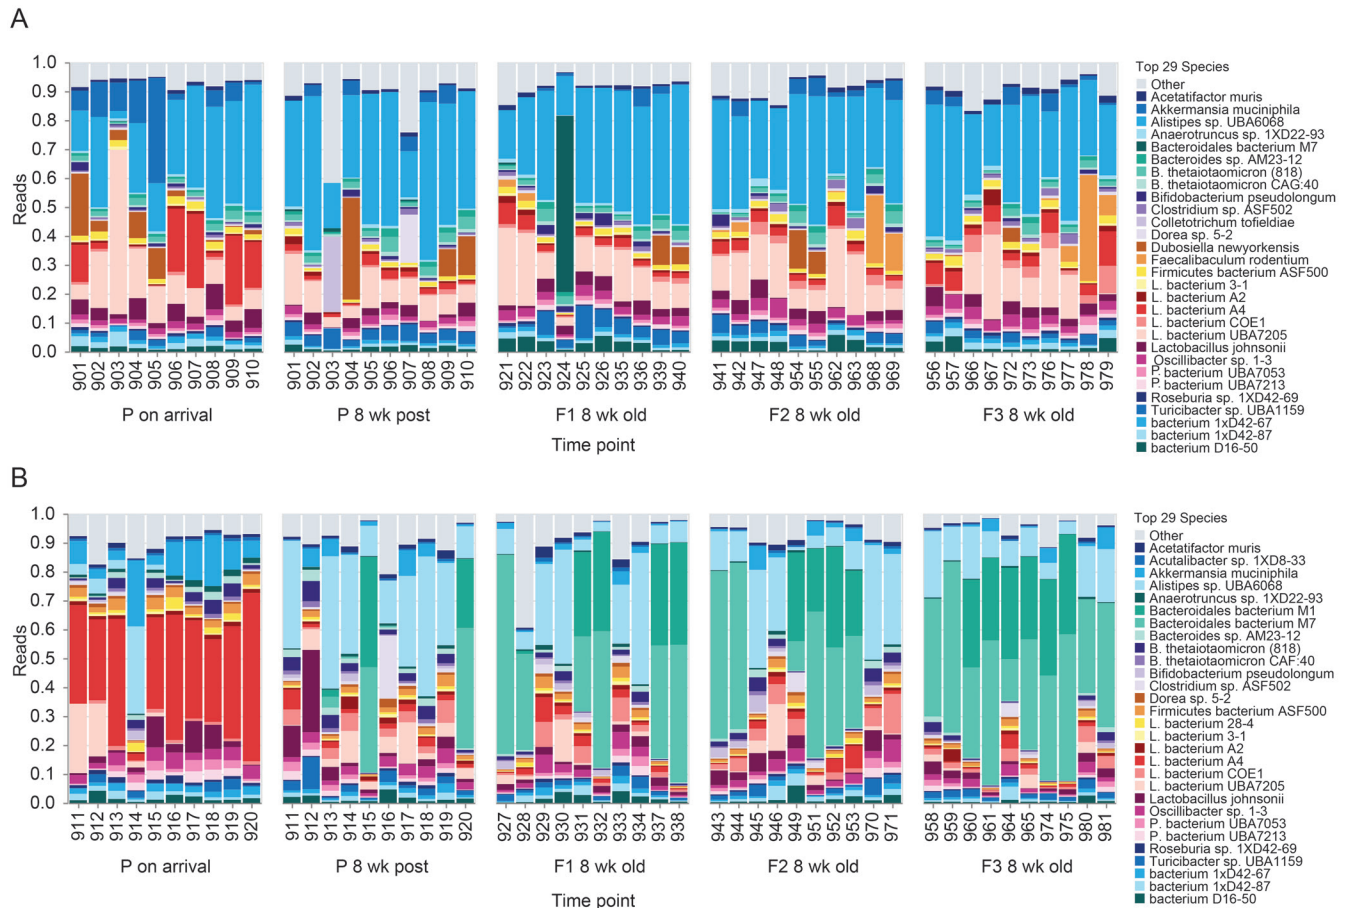 A
Reads
1.0
0.9
0.8
0.7
0.6
0.5
0.4
0.3
0.2
0.1
0.0
901 902 903 904 905 906 907 908 909 910
901 902 903 904 905 906 907 908 909 910
921 922 923 924 925 926 935 936 939 940
941 942 947 948 954 955 962 963 968 969
956 957 966 967 972 973 976 977 978 979
P on arrival
P 8 wk post
F1 8 wk old
F2 8 wk old
F3 8 wk old
Time point
Top 29 Species
Other
Acetatifactor muris
Akkermansia muciniphila
Alistipes sp. UBA6068
Anaerotruncus sp. 1XD22-93
Bacteroidales bacterium M7
Bacteroides sp. AM23-12
B. thetaiotaomicron (818)
B. thetaiotaomicron CAG:40
Bifidobacterium pseudolongum
Clostridium sp. ASF502
Colletotrichum tofieldiae
Dorea sp. 5-2
Dubosiella newyorkensis
Faecalibaculum rodentium
Firmicutes bacterium ASF500
L. bacterium 3-1
L. bacterium A2
L. bacterium A4
L. bacterium COE1
L. bacterium UBA7205
Lactobacillus johnsonii
Oscillibacter sp. 1-3
P. bacterium UBA7053
P. bacterium UBA7213
Roseburia sp. 1XD42-69
Turicibacter sp. UBA1159
bacterium 1xD42-67
bacterium 1xD42-87
bacterium D16-50
B
Reads
1.0
0.9
0.8
0.7
0.6
0.5
0.4
0.3
0.2
0.1
0.0
911 912 913 914 915 916 917 918 919 920
911 912 913 914 915 916 917 918 919 920
927 928 929 930 931 932 933 934 937 938
943 944 945 946 949 951 952 953 970 971
958 959 960 961 964 965 974 975 980 981
P on arrival
P 8 wk post
F1 8 wk old
F2 8 wk old
F3 8 wk old
Time point
Top 29 Species
Other
Acetatifactor muris
Acutalibacter sp. 1XD8-33
Akkermansia muciniphila
Alistipes sp. UBA6068
Anaerotruncus sp. 1XD22-93
Bacteroidales bacterium M1
Bacteroidales bacterium M7
Bacteroides sp. AM23-12
B. thetaiotaomicron (818)
B. thetaiotaomicron CAF:40
Bifidobacterium pseudolongum
Clostridium sp. ASF502
Dorea sp. 5-2
Firmicutes bacterium ASF500
L. bacterium 28-4
L. bacterium 3-1
L. bacterium A2
L. bacterium A4
L. bacterium COE1
L. bacterium UBA7205
Lactobacillus johnsonii
Oscillibacter sp. 1-3
P. bacterium UBA7053
P. bacterium UBA7213
Roseburia sp. 1XD42-69
Turicibacter sp. UBA1159
bacterium 1xD42-67
bacterium 1xD42-87
bacterium D16-50